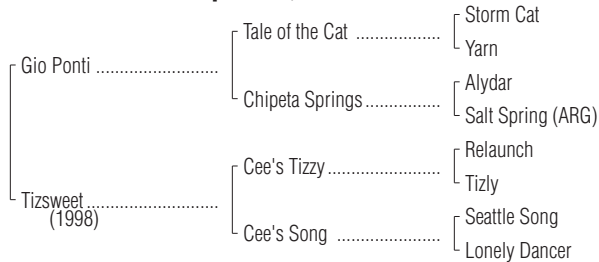 Storm Cat
Tale of the Cat ..................
Yarn
Gio Ponti ..........................
Alydar
Chipeta Springs ................
Salt Spring (ARG)
Relaunch
Cee's Tizzy ........................
Tizly
Tizsweet ............................
(1998)
Seattle Song
Cee's Song ......................
Lonely Dancer